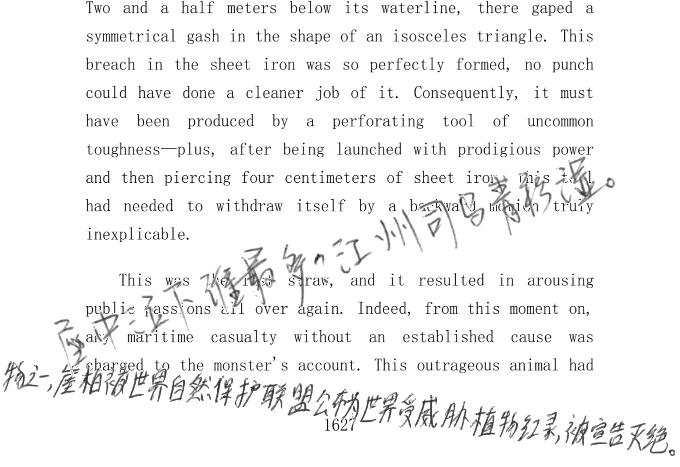 Two and a half meters below its waterline, there gaped a
symmetrical gash in the shape of an isosceles triangle. This
breach in the sheet iron was so perfectly formed, no punch
could have done a cleaner job of it. Consequently, it must
have been produced by a perforating tool of uncommon
toughness—plus, after being launched with prodigious power
and then piercing four centimeters of sheet iron, this tool
had needed to withdraw itself by a backward motion truly
inexplicable.
座中泣下谁最多,江州司马青衫湿。
This was the last straw, and it resulted in arousing
public passions all over again. Indeed, from this moment on,
any maritime casualty without an established cause was
charged to the monster's account. This outrageous animal had
物之一,崖柏被世界自然保护联盟公布为世界受威胁植物红录,被宣告灭绝。
1627